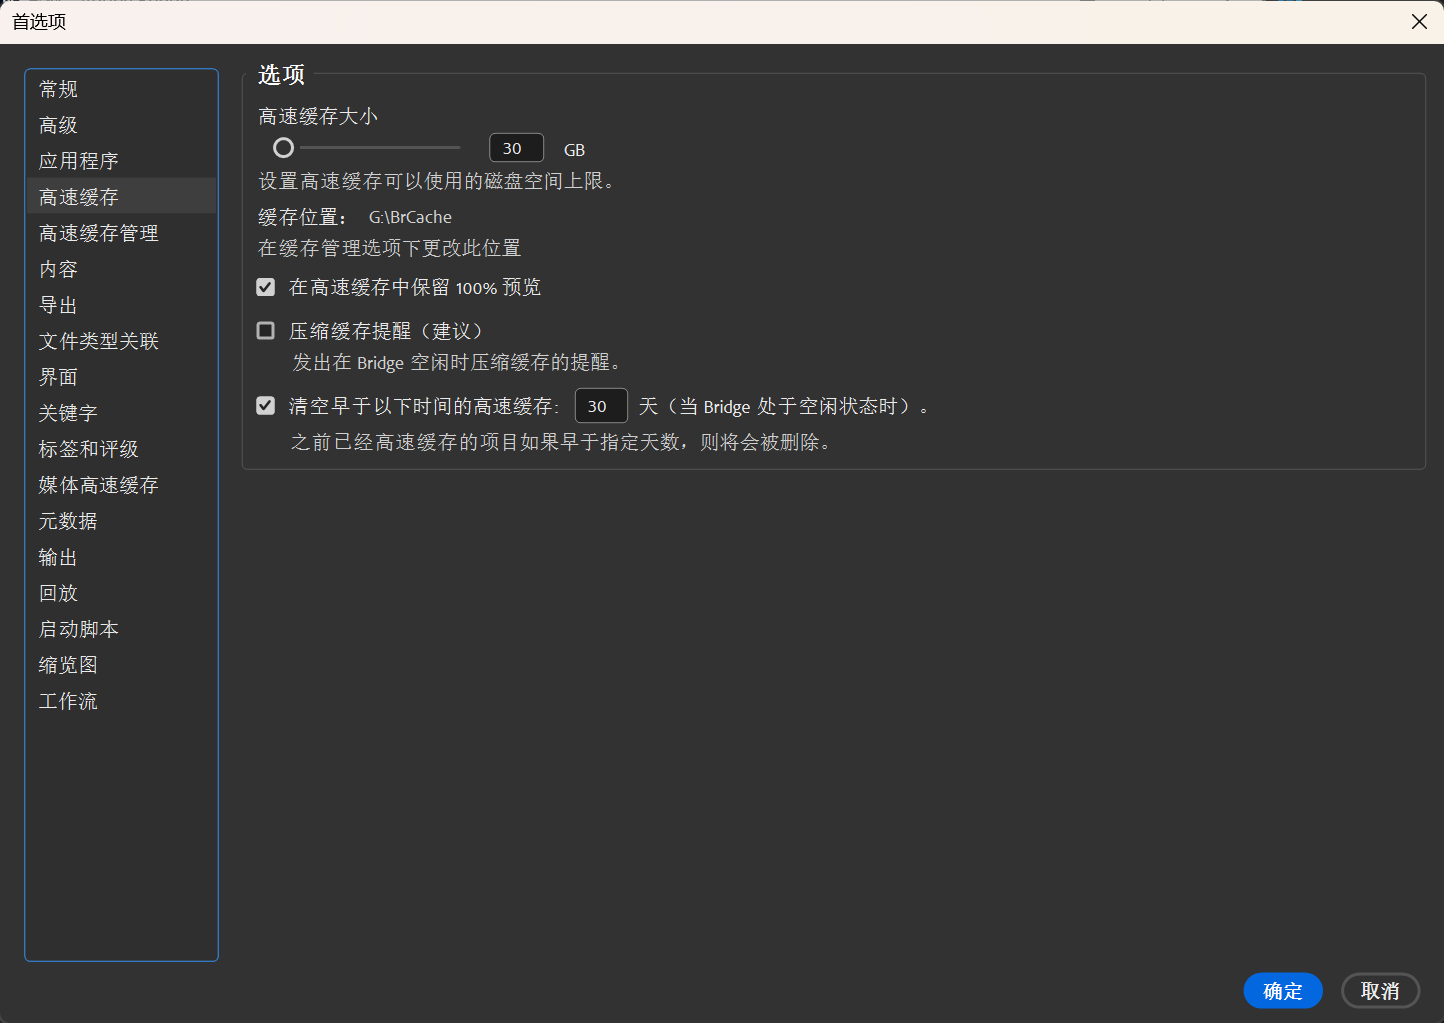 首选项
常规
高级
应用程序
高速缓存
高速缓存管理
内容
导出
文件类型关联
界面
关键字
标签和评级
媒体高速缓存
元数据
输出
回放
启动脚本
缩览图
工作流
选项
高速缓存大小
30 GB
设置高速缓存可以使用的磁盘空间上限。
缓存位置： G:\BrCache
在缓存管理选项下更改此位置
在高速缓存中保留 100% 预览
压缩缓存提醒（建议）
发出在 Bridge 空闲时压缩缓存的提醒。
清空早于以下时间的高速缓存: 30 天（当 Bridge 处于空闲状态时）。
之前已经高速缓存的项目如果早于指定天数，则将会被删除。
确定 取消